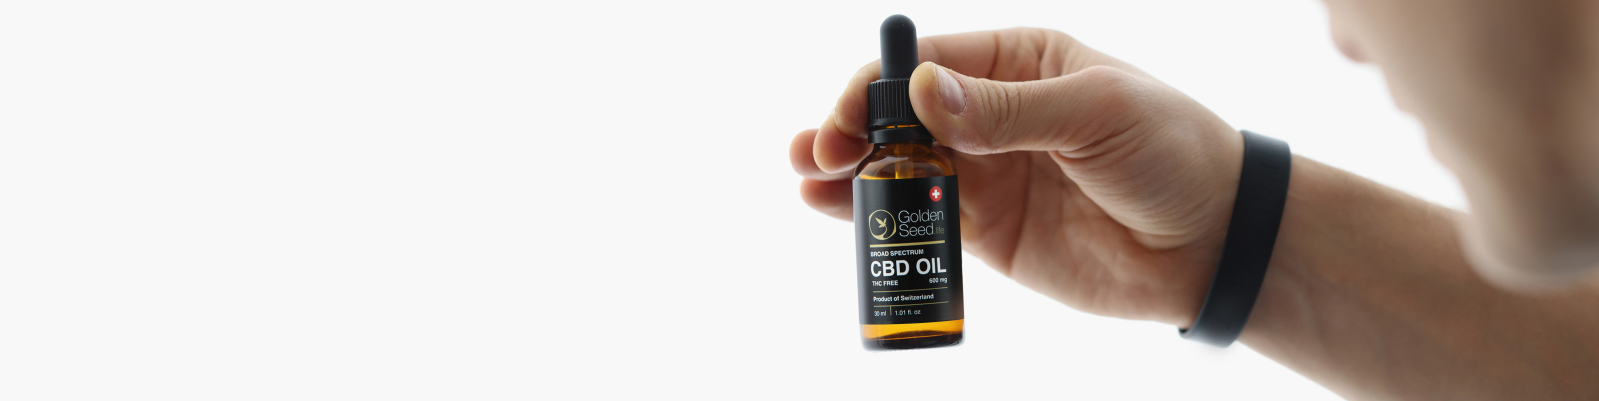 Golden
Seed.life
BROAD SPECTRUM
CBD OIL
THC FREE 600 mg
Product of Switzerland
30 ml 1.01 fl. oz